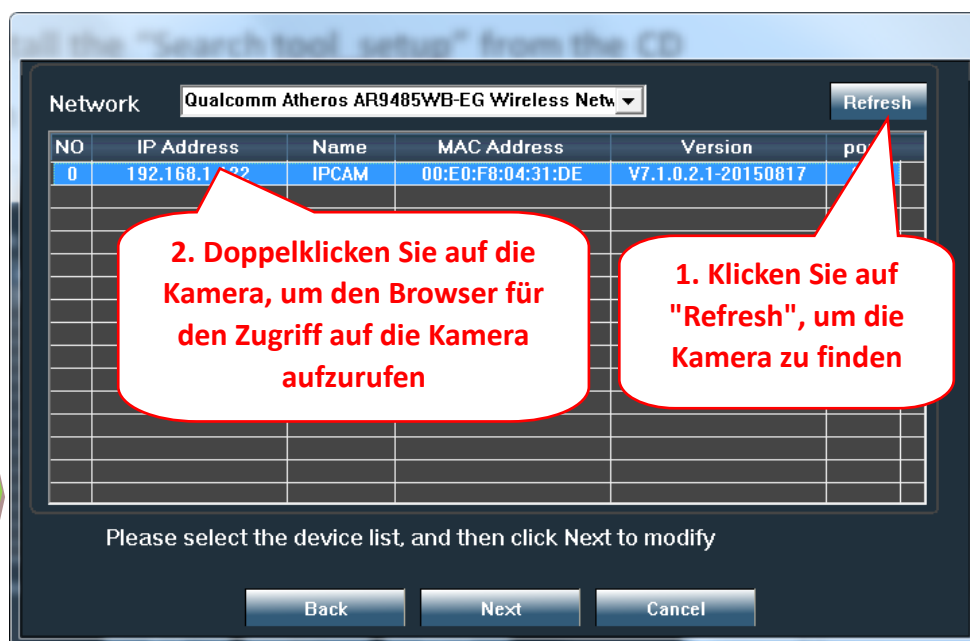 tall the "Search tool setup" from the CD
Network Qualcomm Atheros AR9485WB-EG Wireless Netw Refresh
NO IP Address Name MAC Address Version
0 IPCAM 00:E0:F8:04:31:DE V7.1.0.2.1-20150817
2. Doppelklicken Sie auf die
Kamera, um den Browser für
den Zugriff auf die Kamera
aufzurufen
1. Klicken Sie auf
"Refresh", um die
Kamera zu finden
Please select the device list, and then click Next to modify
Back Next Cancel